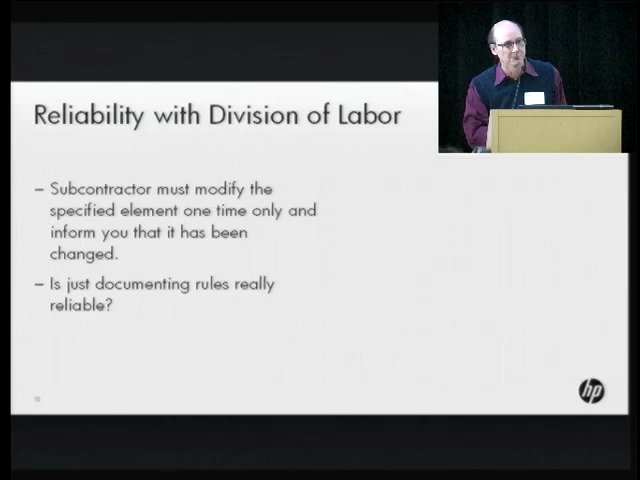 Reliability with Division of Labor
– Subcontractor must modify the
specified element one time only and
inform you that it has been
changed.
– Is just documenting rules really
reliable?
10
hp